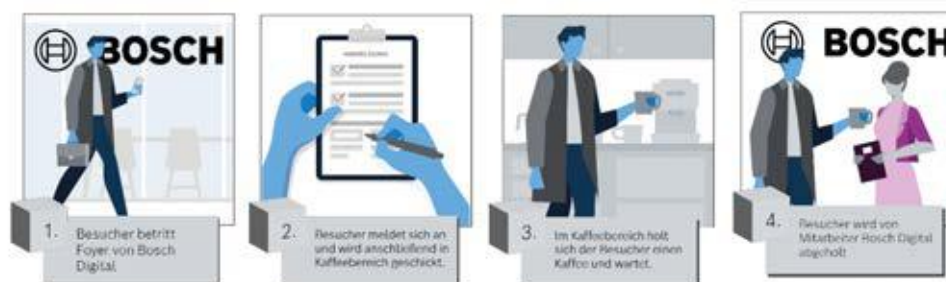 BOSCH
1. Besucher betritt
Foyer von Bosch
Digital
2. Besucher meldet sich an
und wird anschließend in
Kaffeebereich geschickt.
3. Im Kaffeebereich holt
sich der Besucher einen
Kaffee und wartet.
BOSCH
4. Besucher wird von
Mitarbeiter Bosch Digital
abgeholt